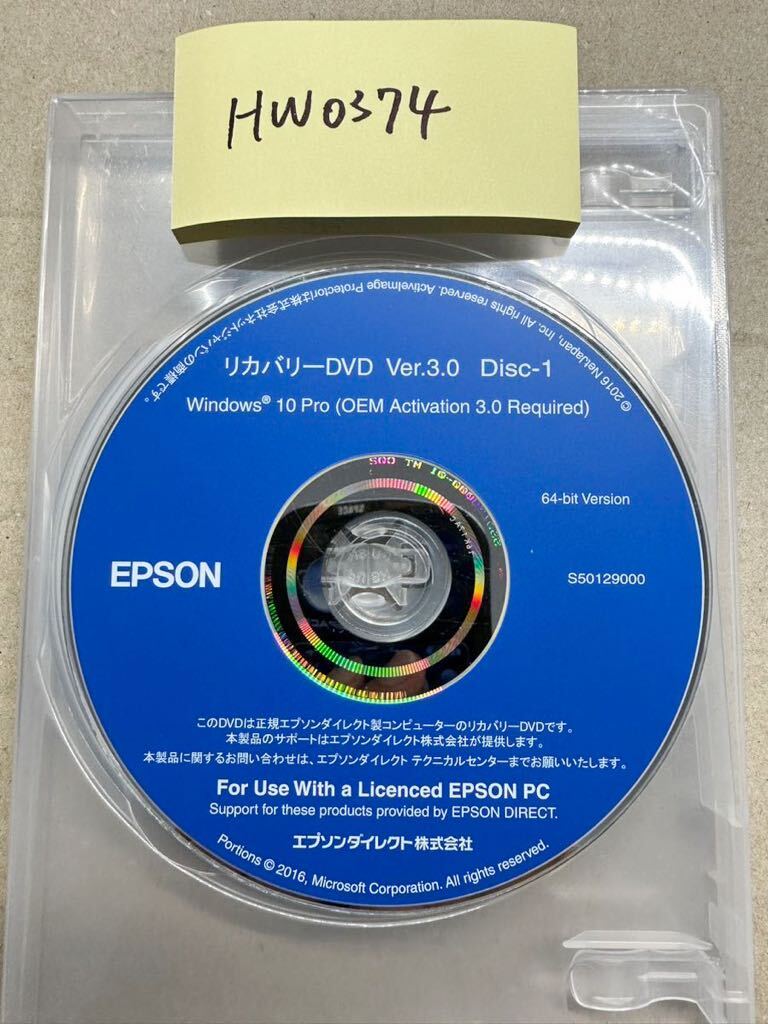 HW0374
リカバリーDVD Ver.3.0 Disc-1
Windows® 10 Pro (OEM Activation 3.0 Required)
64-bit Version
EPSON
S50129000
このDVDは正規エプソンダイレクト製コンピューターのリカバリーDVDです。
本製品のサポートはエプソンダイレクト株式会社が提供します。
本製品に関するお問い合わせは、エプソンダイレクト テクニカルセンターまでお願いいたします。
For Use With a Licenced EPSON PC
Support for these products provided by EPSON DIRECT.
エプソンダイレクト株式会社
Portions © 2016, Microsoft Corporation. All rights reserved.
© 2016 NetJapan, Inc. All rights reserved. ActiveImage Protectorは株式会社ネットジャパンの商標です。